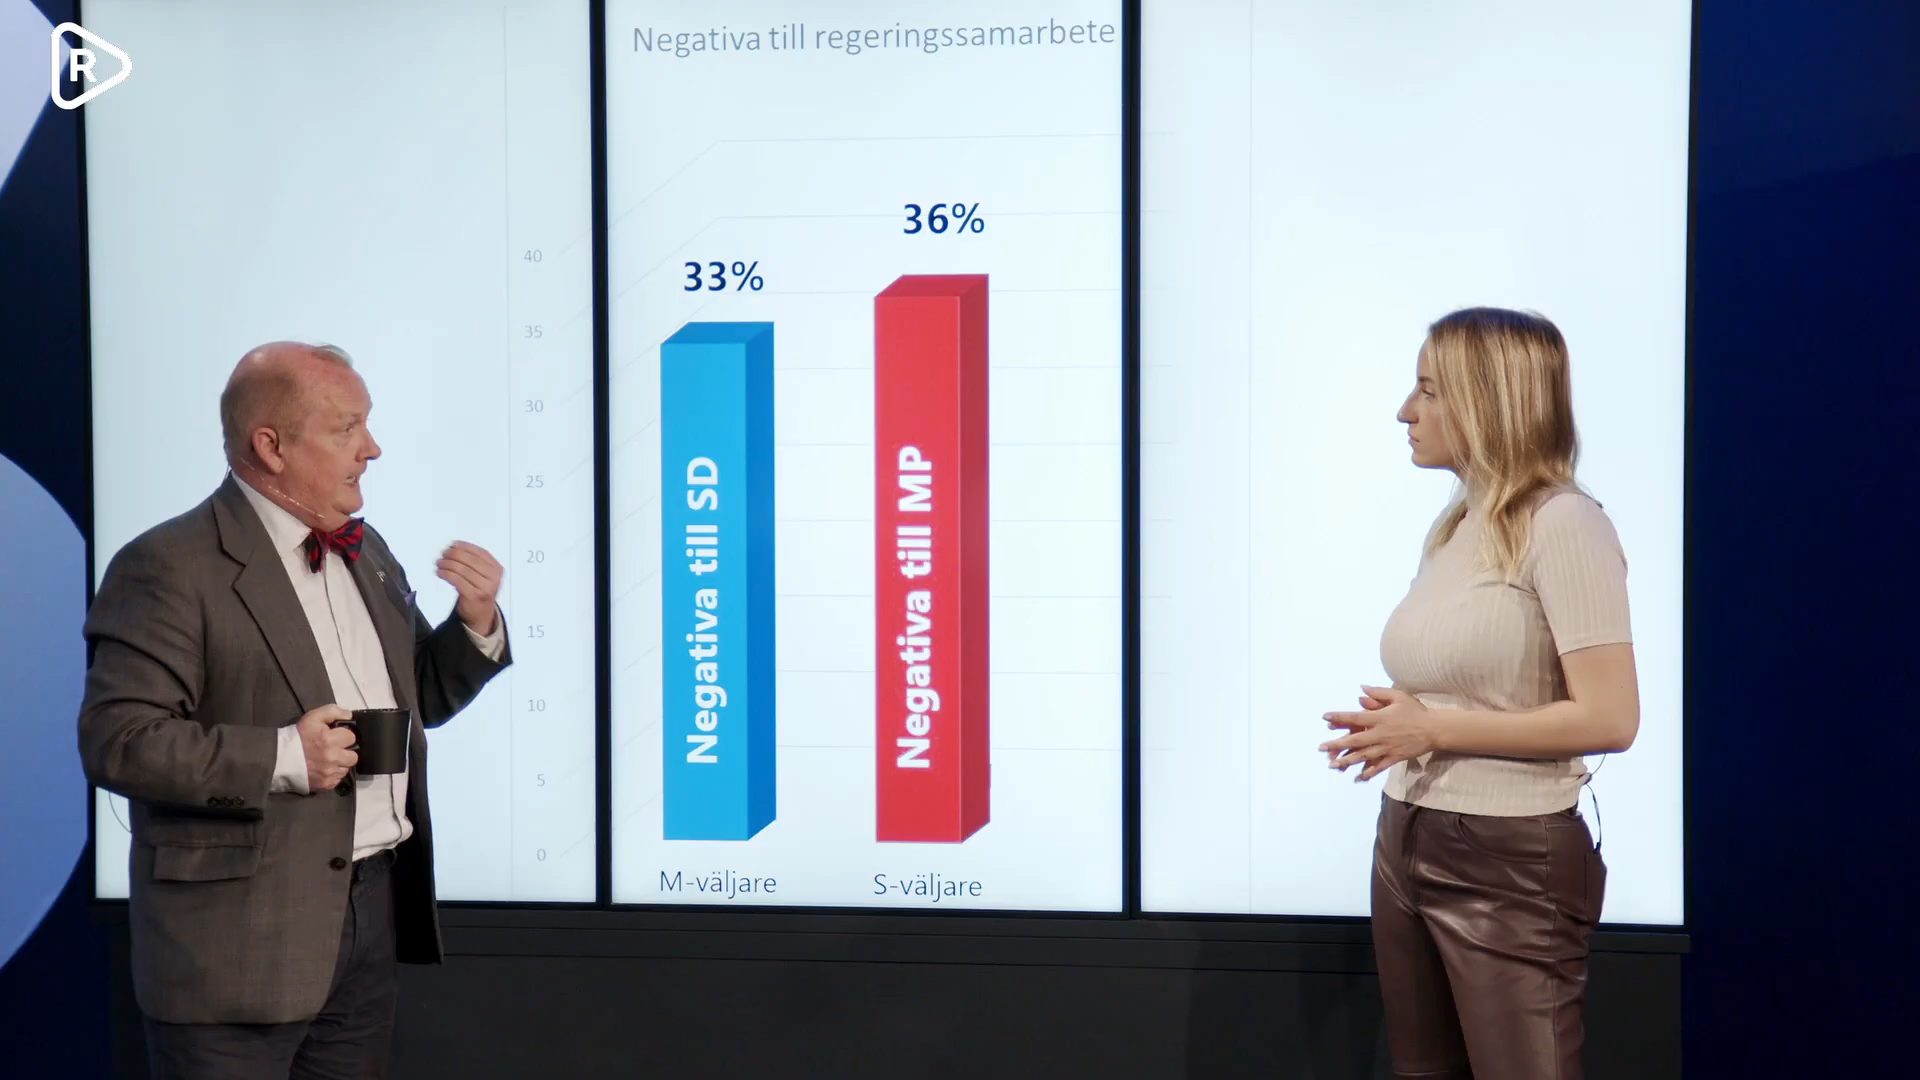 R
Negativa till regeringssamarbete
40
35
30
25
20
15
10
5
0
33%
36%
Negativa till SD
Negativa till MP
M-väljare
S-väljare